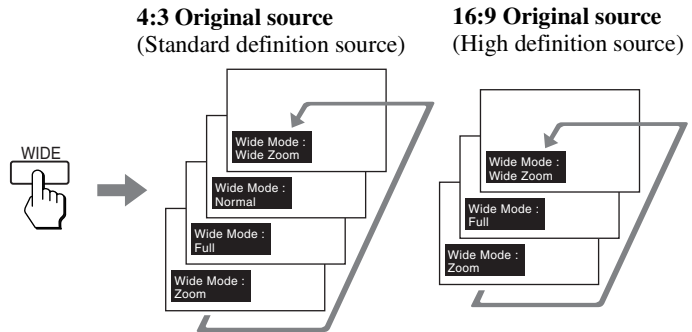 4:3 Original source
(Standard definition source)
16:9 Original source
(High definition source)
WIDE
Wide Mode :
Wide Zoom
Wide Mode :
Normal
Wide Mode :
Full
Wide Mode :
Zoom
Wide Mode :
Wide Zoom
Wide Mode :
Full
Wide Mode :
Zoom